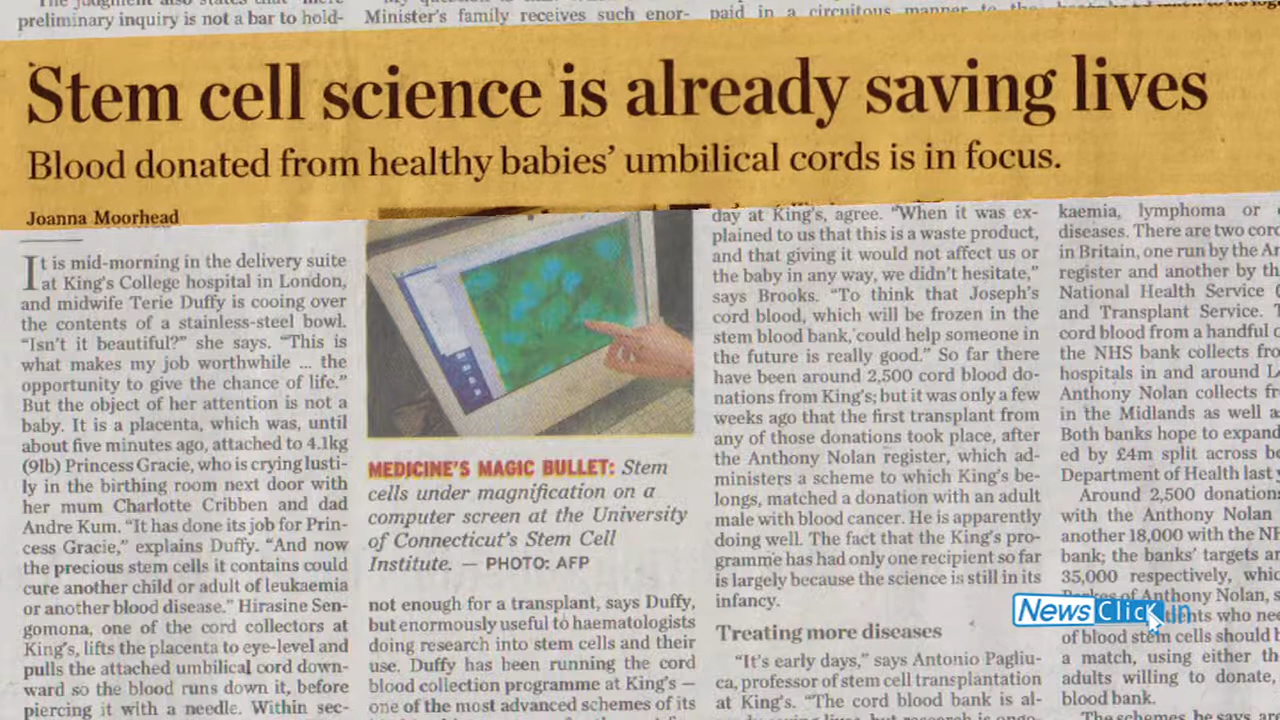 preliminary inquiry is not a bar to hold-
Minister's family receives such enor-
paid in a circuitous manner to the
Stem cell science is already saving lives
Blood donated from healthy babies' umbilical cords is in focus.
Joanna Moorhead
It is mid-morning in the delivery suite
at King's College hospital in London,
and midwife Terie Duffy is cooing over
the contents of a stainless-steel bowl.
"Isn't it beautiful?" she says. "This is
what makes my job worthwhile ... the
opportunity to give the chance of life."
But the object of her attention is not a
baby. It is a placenta, which was, until
about five minutes ago, attached to 4.1kg
(9lb) Princess Gracie, who is crying lusti-
ly in the birthing room next door with
her mum Charlotte Cribben and dad
Andre Kum. "It has done its job for Prin-
cess Gracie," explains Duffy. "And now
the precious stem cells it contains could
cure another child or adult of leukaemia
or another blood disease." Hirasine Sen-
gomona, one of the cord collectors at
King's, lifts the placenta to eye-level and
pulls the attached umbilical cord down-
ward so the blood runs down it, before
piercing it with a needle. Within sec-
MEDICINE'S MAGIC BULLET: Stem
cells under magnification on a
computer screen at the University
of Connecticut's Stem Cell
Institute. — PHOTO: AFP
not enough for a transplant, says Duffy,
but enormously useful to haematologists
doing research into stem cells and their
use. Duffy has been running the cord
blood collection programme at King's —
one of the most advanced schemes of its
day at King's, agree. "When it was ex-
plained to us that this is a waste product,
and that giving it would not affect us or
the baby in any way, we didn't hesitate,"
says Brooks. "To think that Joseph's
cord blood, which will be frozen in the
stem blood bank, could help someone in
the future is really good." So far there
have been around 2,500 cord blood do-
nations from King's; but it was only a few
weeks ago that the first transplant from
any of those donations took place, after
the Anthony Nolan register, which ad-
ministers a scheme to which King's be-
longs, matched a donation with an adult
male with blood cancer. He is apparently
doing well. The fact that the King's pro-
gramme has had only one recipient so far
is largely because the science is still in its
infancy.
Treating more diseases
"It's early days," says Antonio Pagliu-
ca, professor of stem cell transplantation
at King's. "The cord blood bank is al-
kaemia, lymphoma or
diseases. There are two
in Britain, one run by the
register and another by
National Health Service
and Transplant Service.
cord blood from a handful
the NHS bank collects
hospitals in and around
Anthony Nolan collects
in the Midlands as well
Both banks hope to expand
ed by £4m split across
Department of Health last
Around 2,500
with the Anthony Nolan
another 18,000 with the
bank; the banks' targets
35,000 respectively,
of Anthony Nolan,
who
of blood stem cells should
a match, using either
adults willing to donate,
blood bank.
The schemes, he says
NewsClick.in